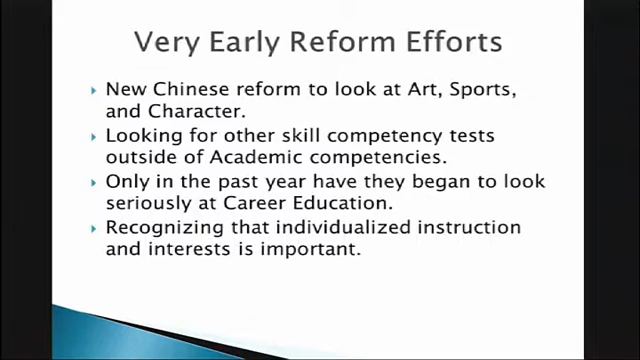 Very Early Reform Efforts
New Chinese reform to look at Art, Sports,
and Character.
Looking for other skill competency tests
outside of Academic competencies.
Only in the past year have they began to look
seriously at Career Education.
Recognizing that individualized instruction
and interests is important.